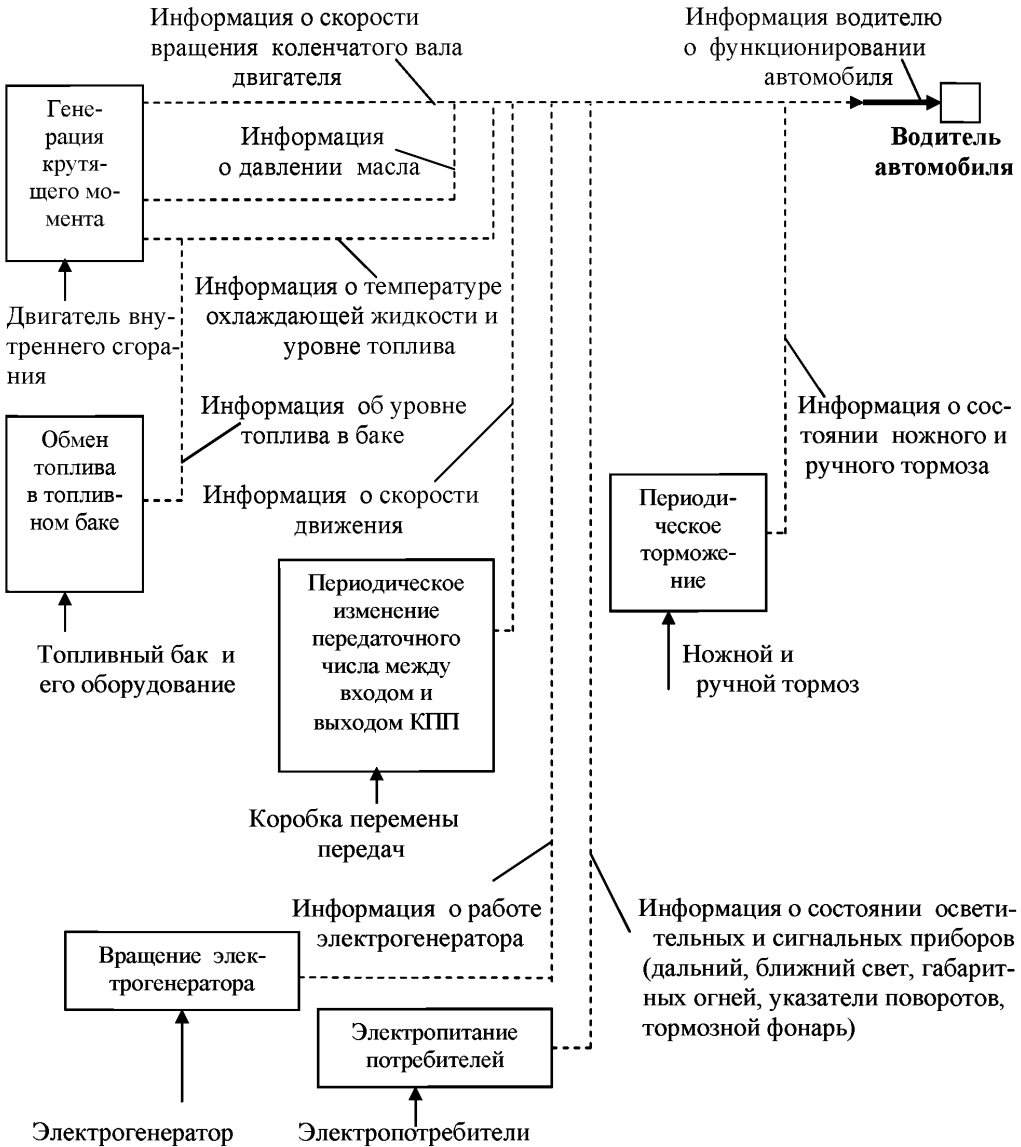 Информация о скорости
вращения коленчатого вала
двигателя
Информация водителю
о функционировании
автомобиля
Гене-
рация
крутя-
щего мо-
мента
Информация
о давлении масла
Водитель
автомобиля
Информация о температуре
охлаждающей жидкости и
уровне топлива
Двигатель вну-
треннего сгора-
ния
Информация об уровне
топлива в баке
Информация о сос-
тоянии ножного и
ручного тормоза
Обмен
топлива
в топлив-
ном баке
Информация о скорости
движения
Периоди-
ческое
торможе-
ние
Периодическое
изменение
передаточного
числа между
входом и
выходом КПП
Топливный бак и
его оборудование
Ножной и
ручной тормоз
Коробка перемены
передач
Информация о работе
электрогенератора
Информация о состоянии освети-
тельных и сигнальных приборов
(дальний, ближний свет, габарит-
ных огней, указатели поворотов,
тормозной фонарь)
Вращение элек-
трогенератора
Электропитание
потребителей
Электрогенератор
Электропотребители